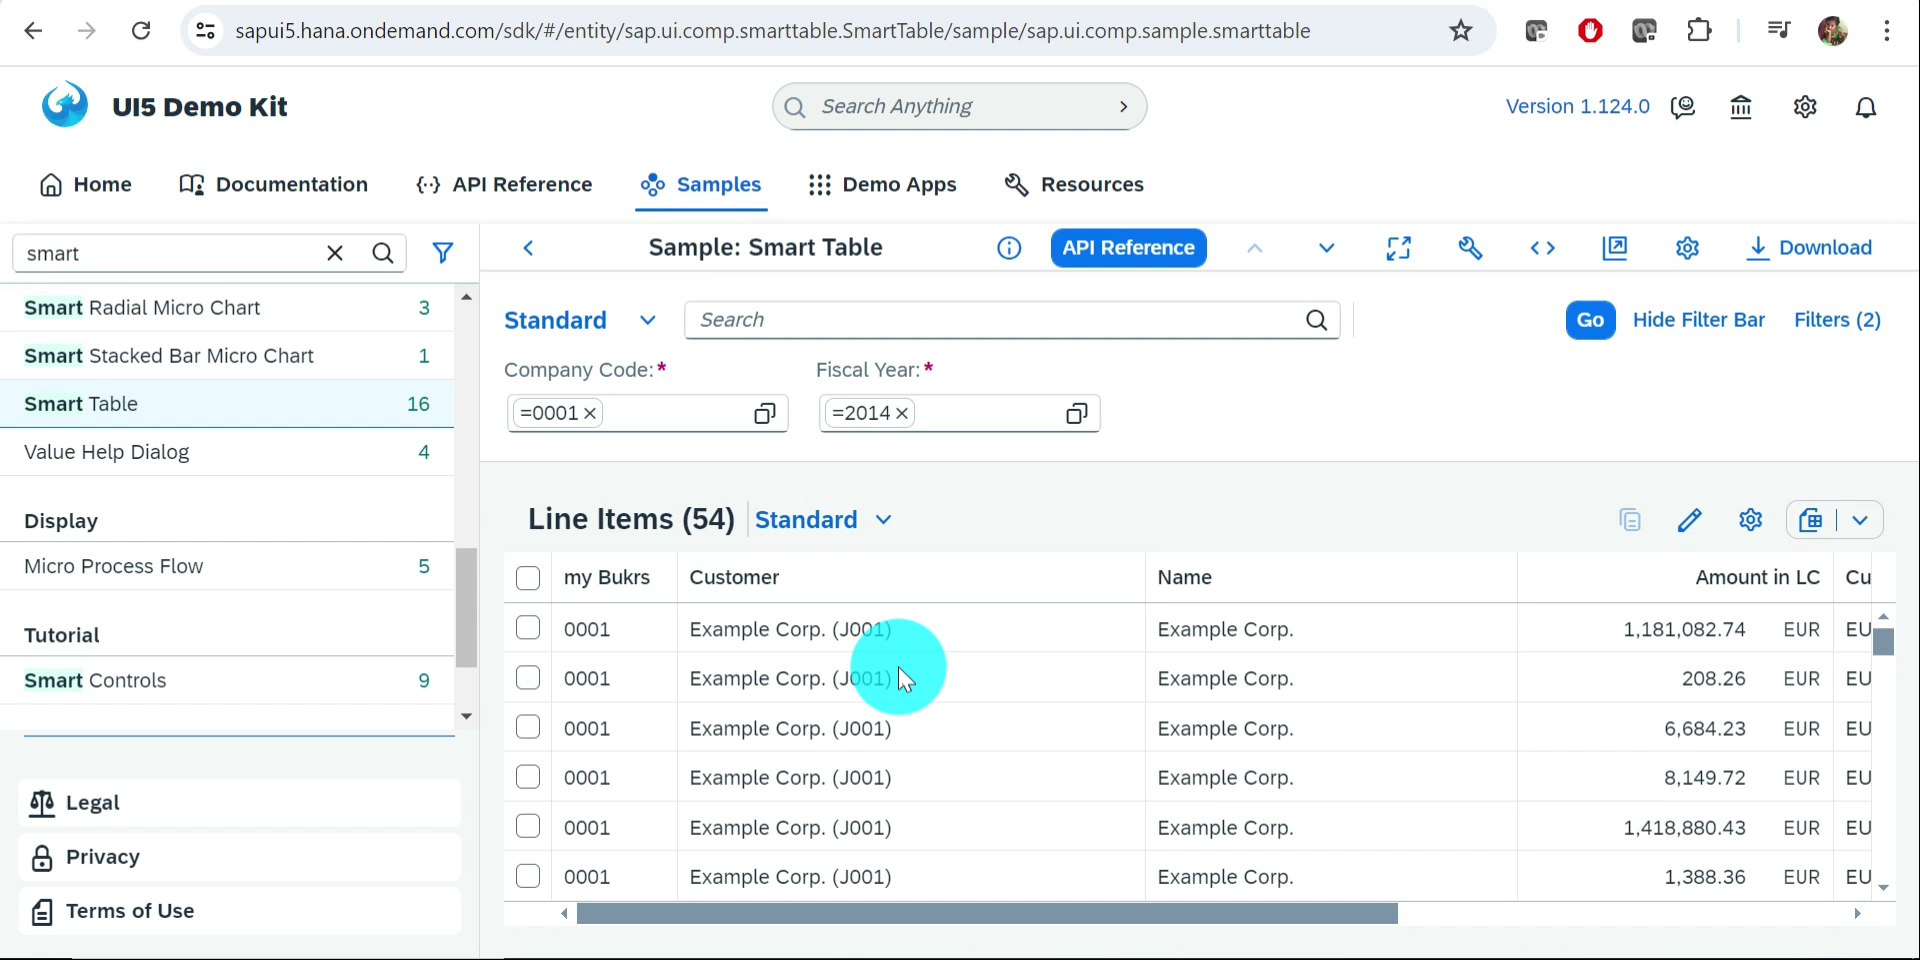 sapui5.hana.ondemand.com/sdk/#/entity/sap.ui.comp.smarttable.SmartTable/sample/sap.ui.comp.sample.smarttable
UI5 Demo Kit
Search Anything
Version 1.124.0
Home
Documentation
API Reference
Samples
Demo Apps
Resources
smart
Sample: Smart Table
API Reference
Download
Smart Radial Micro Chart 3
Smart Stacked Bar Micro Chart 1
Smart Table 16
Value Help Dialog 4
Display
Micro Process Flow 5
Tutorial
Smart Controls 9
Legal
Privacy
Terms of Use
Standard
Search
Go
Hide Filter Bar
Filters (2)
Company Code:*
Fiscal Year:*
=0001
=2014
Line Items (54) Standard
my Bukrs Customer Name Amount in LC Cu
0001 Example Corp. (J001) Example Corp. 1,181,082.74 EUR EU
0001 Example Corp. (J001) Example Corp. 208.26 EUR EU
0001 Example Corp. (J001) Example Corp. 6,684.23 EUR EU
0001 Example Corp. (J001) Example Corp. 8,149.72 EUR EU
0001 Example Corp. (J001) Example Corp. 1,418,880.43 EUR EU
0001 Example Corp. (J001) Example Corp. 1,388.36 EUR EU